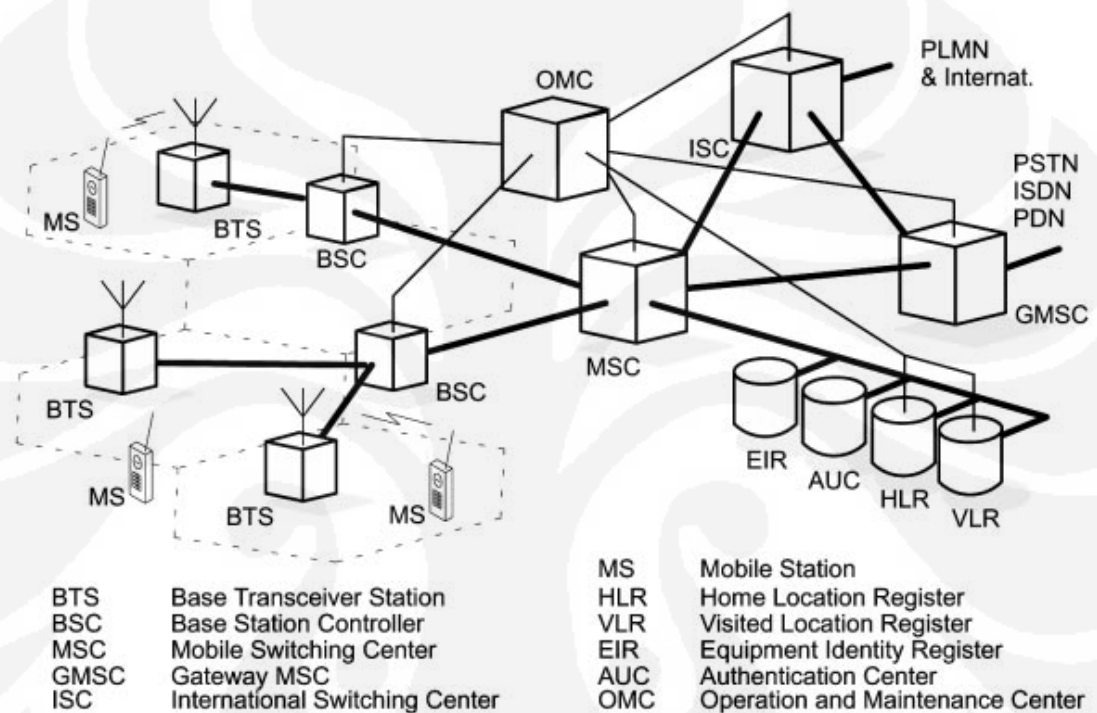 PLMN
& Internat.
OMC
ISC
PSTN
ISDN
PDN
MS
BTS
BSC
GMSC
MSC
BTS
BSC
EIR
AUC
HLR
VLR
MS
BTS
MS
BTS Base Transceiver Station
BSC Base Station Controller
MSC Mobile Switching Center
GMSC Gateway MSC
ISC International Switching Center
MS Mobile Station
HLR Home Location Register
VLR Visited Location Register
EIR Equipment Identity Register
AUC Authentication Center
OMC Operation and Maintenance Center